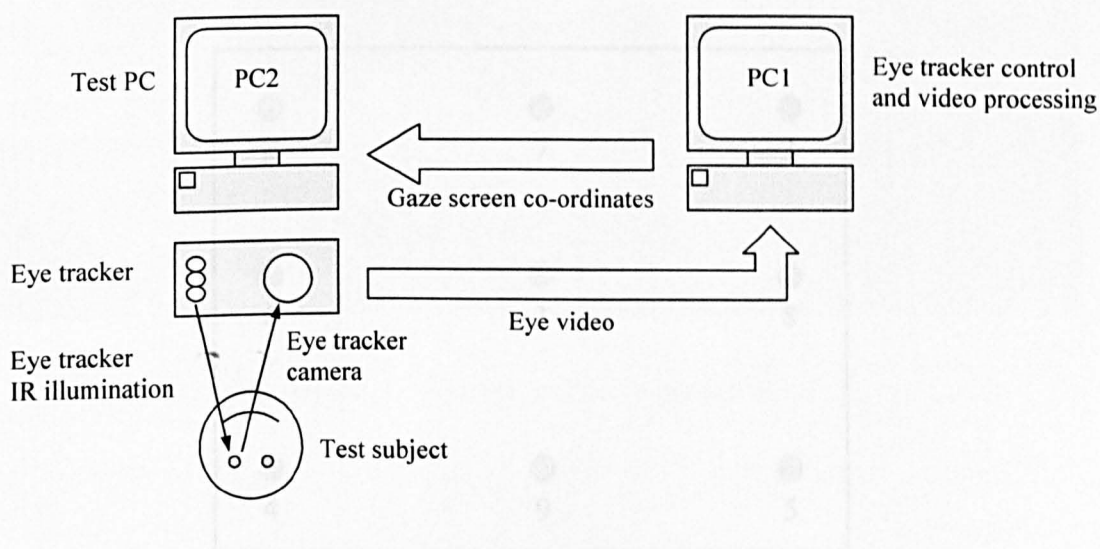 Test PC
PC2
PC1
Eye tracker control
and video processing
Gaze screen co-ordinates
Eye tracker
Eye video
Eye tracker
IR illumination
Eye tracker
camera
Test subject